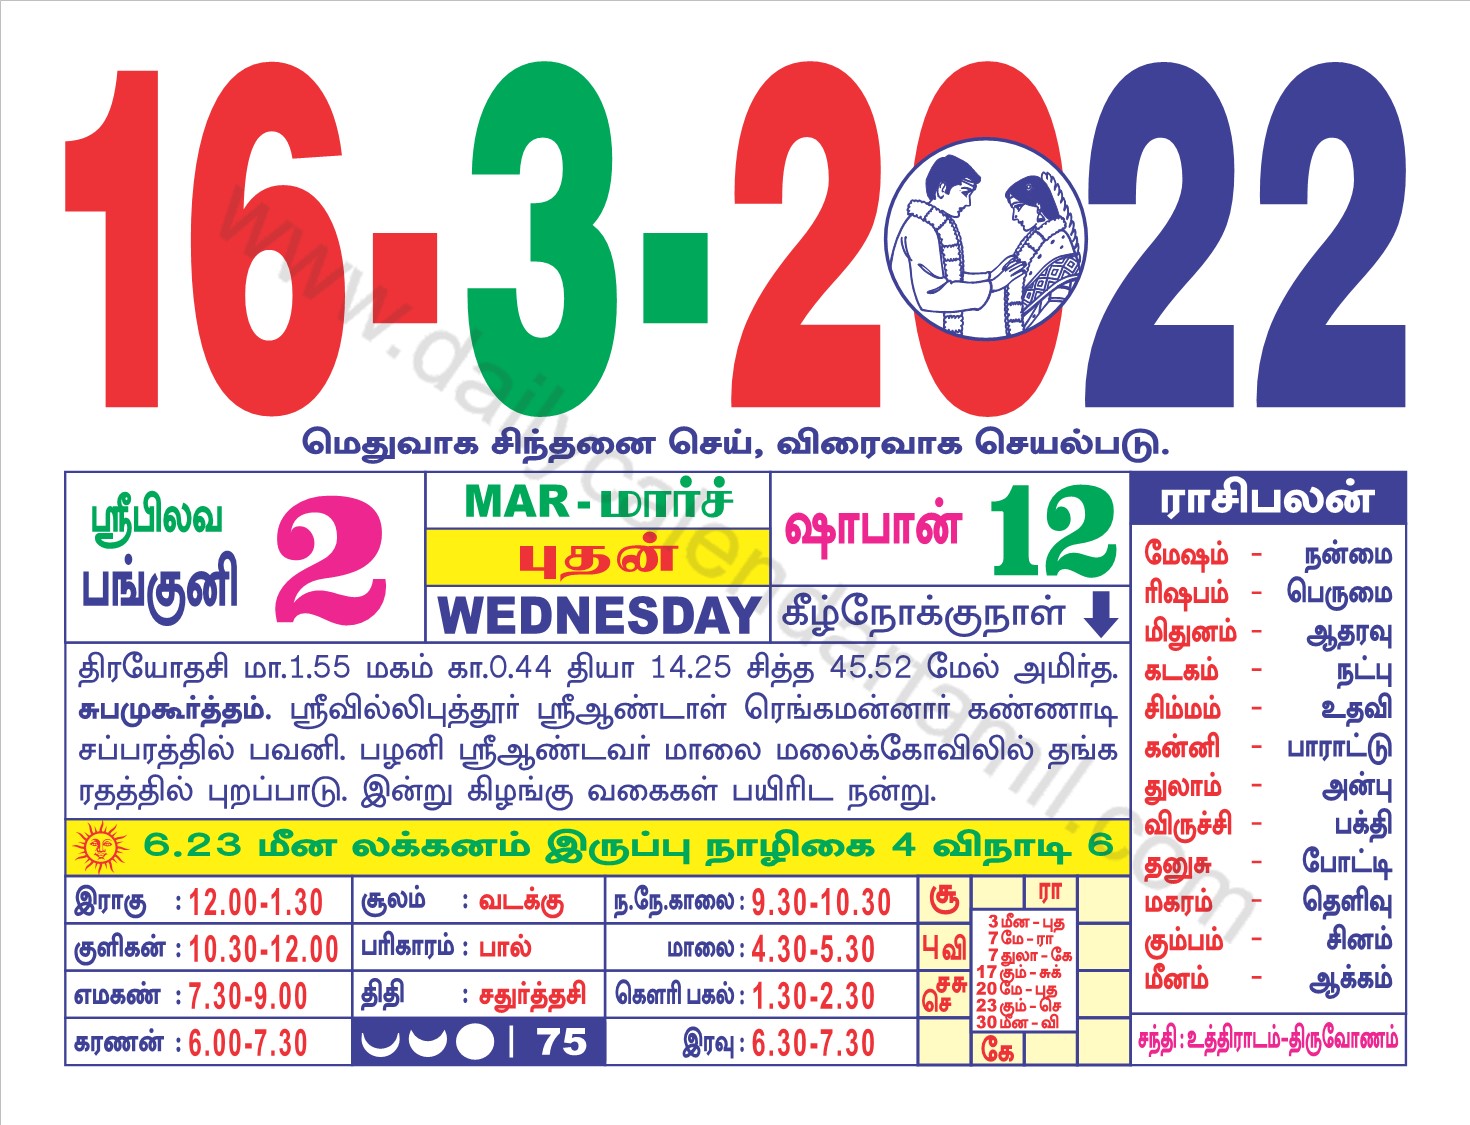 16-3-2022
மெதுவாக சிந்தனை செய், விரைவாக செயல்படு.
ஸ்ரீபிலவ
பங்குனி 2
MAR - மார்ச்
புதன்
WEDNESDAY
ஷாபான் 12
கீழ்நோக்குநாள்
திரயோதசி மா.1.55 மகம் கா.0.44 தியா 14.25 சித்த 45.52 மேல் அமிர்த.
சுபமுகூர்த்தம். ஸ்ரீவில்லிபுத்தூர் ஸ்ரீஆண்டாள் ரெங்கமன்னார் கண்ணாடி
சப்பரத்தில் பவனி. பழனி ஸ்ரீஆண்டவர் மாலை மலைக்கோவிலில் தங்க
ரதத்தில் புறப்பாடு. இன்று கிழங்கு வகைகள் பயிரிட நன்று.
6.23 மீன லக்கனம் இருப்பு நாழிகை 4 விநாடி 6
இராகு : 12.00-1.30
குளிகன் : 10.30-12.00
எமகண் : 7.30-9.00
கரணன் : 6.00-7.30
சூலம் : வடக்கு
பரிகாரம் : பால்
திதி : சதுர்த்தசி
| 75
ந.நே.காலை : 9.30-10.30
மாலை : 4.30-5.30
கௌரி பகல் : 1.30-2.30
இரவு : 6.30-7.30
சூ ரா
பு வி
ச சு
செ
கே
3 மீன - புத
7 மே - ரா
7 துலா - கே
17 கும் - சுக்
20 மே - புத
23 கும் - செ
30 மீன - வி
ராசிபலன்
மேஷம் - நன்மை
ரிஷபம் - பெருமை
மிதுனம் - ஆதரவு
கடகம் - நட்பு
சிம்மம் - உதவி
கன்னி - பாராட்டு
துலாம் - அன்பு
விருச்சி - பக்தி
தனுசு - போட்டி
மகரம் - தெளிவு
கும்பம் - சினம்
மீனம் - ஆக்கம்
சந்தி : உத்திராடம்-திருவோணம்
www.dailycalendartamil.com